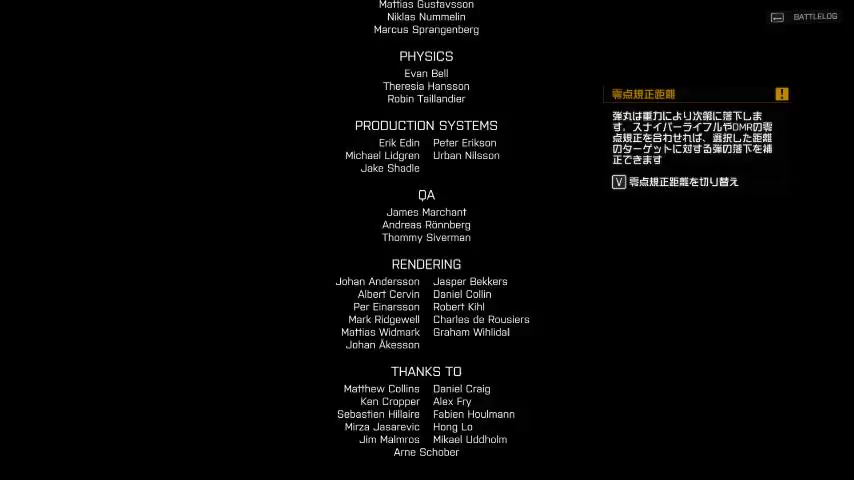 Mattias Gustavsson
Niklas Nummelin
Marcus Sprangenberg
PHYSICS
Evan Bell
Theresia Hansson
Robin Taillandier
PRODUCTION SYSTEMS
Erik Edin Peter Erikson
Michael Lidgren Urban Nilsson
Jake Shadle
QA
James Marchant
Andreas Rönnberg
Thommy Siverman
RENDERING
Johan Andersson Jasper Bekkers
Albert Cervin Daniel Collin
Per Einarsson Robert Kihl
Mark Ridgewell Charles de Rousiers
Mattias Widmark Graham Wihlidal
Johan Åkesson
THANKS TO
Matthew Collins Daniel Craig
Ken Cropper Alex Fry
Sebastien Hillaire Fabien Houlmann
Mirza Jasarevic Hong Lo
Jim Malmros Mikael Uddholm
Arne Schober
BATTLELOG
零点規正距離
弾丸は重力により次第に落下しま
す。スナイパーライフルやDMRの零
点規正を合わせれば、選択した距離
のターゲットに対する弾の落下を補
正できます
V 零点規正距離を切り替え